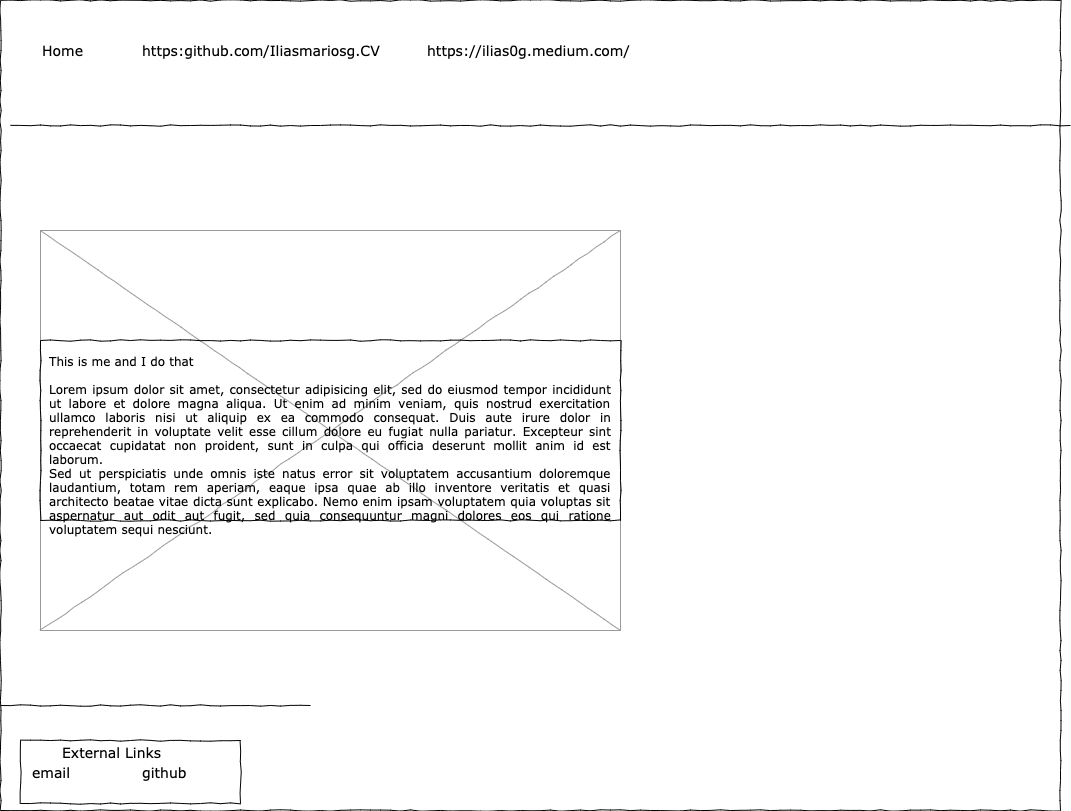 Home https:github.com/Iliasmariosg.CV https://ilias0g.medium.com/
This is me and I do that
Lorem ipsum dolor sit amet, consectetur adipisicing elit, sed do eiusmod tempor incididunt
ut labore et dolore magna aliqua. Ut enim ad minim veniam, quis nostrud exercitation
ullamco laboris nisi ut aliquip ex ea commodo consequat. Duis aute irure dolor in
reprehenderit in voluptate velit esse cillum dolore eu fugiat nulla pariatur. Excepteur sint
occaecat cupidatat non proident, sunt in culpa qui officia deserunt mollit anim id est
laborum.
Sed ut perspiciatis unde omnis iste natus error sit voluptatem accusantium doloremque
laudantium, totam rem aperiam, eaque ipsa quae ab illo inventore veritatis et quasi
architecto beatae vitae dicta sunt explicabo. Nemo enim ipsam voluptatem quia voluptas sit
aspernatur aut odit aut fugit, sed quia consequuntur magni dolores eos qui ratione
voluptatem sequi nesciunt.
External Links
email github